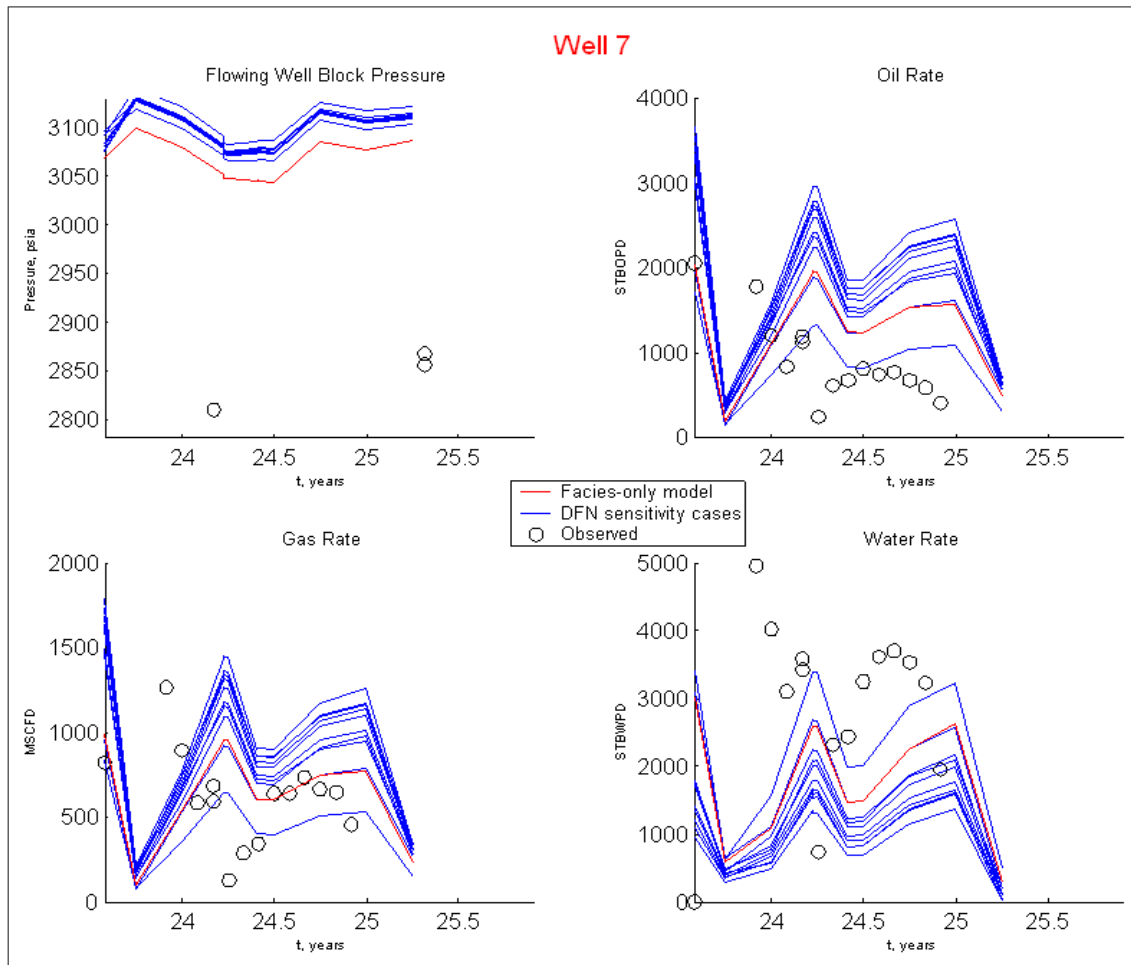 Well 7
Flowing Well Block Pressure
3100
3050
3000
2950
2900
2850
2800
Pressure, psia
24
24.5
25
25.5
t, years
Oil Rate
4000
3000
2000
1000
0
STBOPD
24
24.5
25
25.5
t, years
Facies-only model
DFN sensitivity cases
Observed
Gas Rate
2000
1500
1000
500
0
MSCFD
24
24.5
25
25.5
t, years
Water Rate
5000
4000
3000
2000
1000
0
STBWPD
24
24.5
25
25.5
t, years